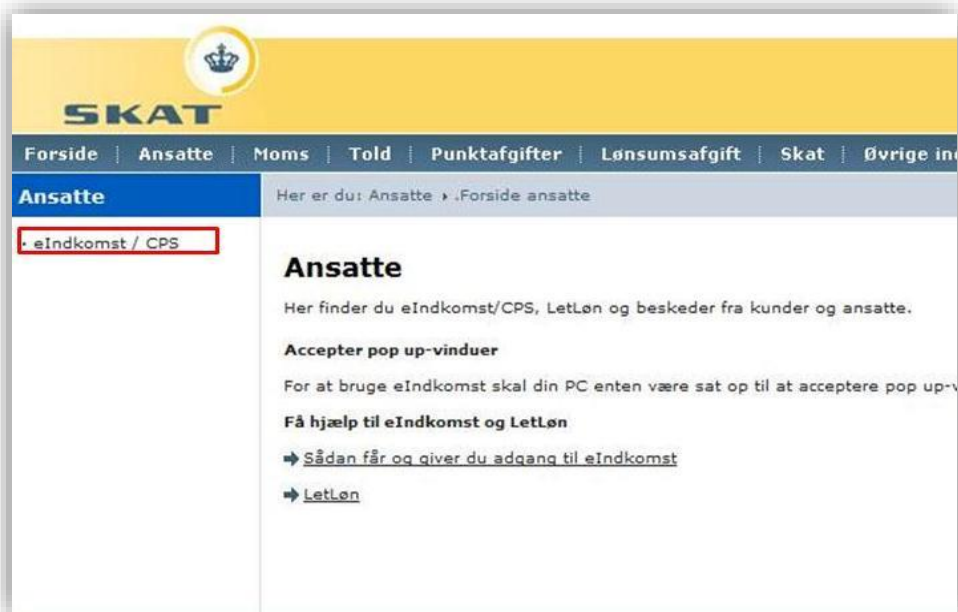 SKAT
Forside Ansatte Moms Told Punktafgifter Lønsumsafgift Skat Øvrige
Ansatte
Her er du: Ansatte ▸ .Forside ansatte
· eIndkomst / CPS
Ansatte
Her finder du eIndkomst/CPS, LetLøn og beskeder fra kunder og ansatte.
Accepter pop up-vinduer
For at bruge eIndkomst skal din PC enten være sat op til at acceptere pop up-
Få hjælp til eIndkomst og LetLøn
Sådan får og giver du adgang til eIndkomst
LetLøn